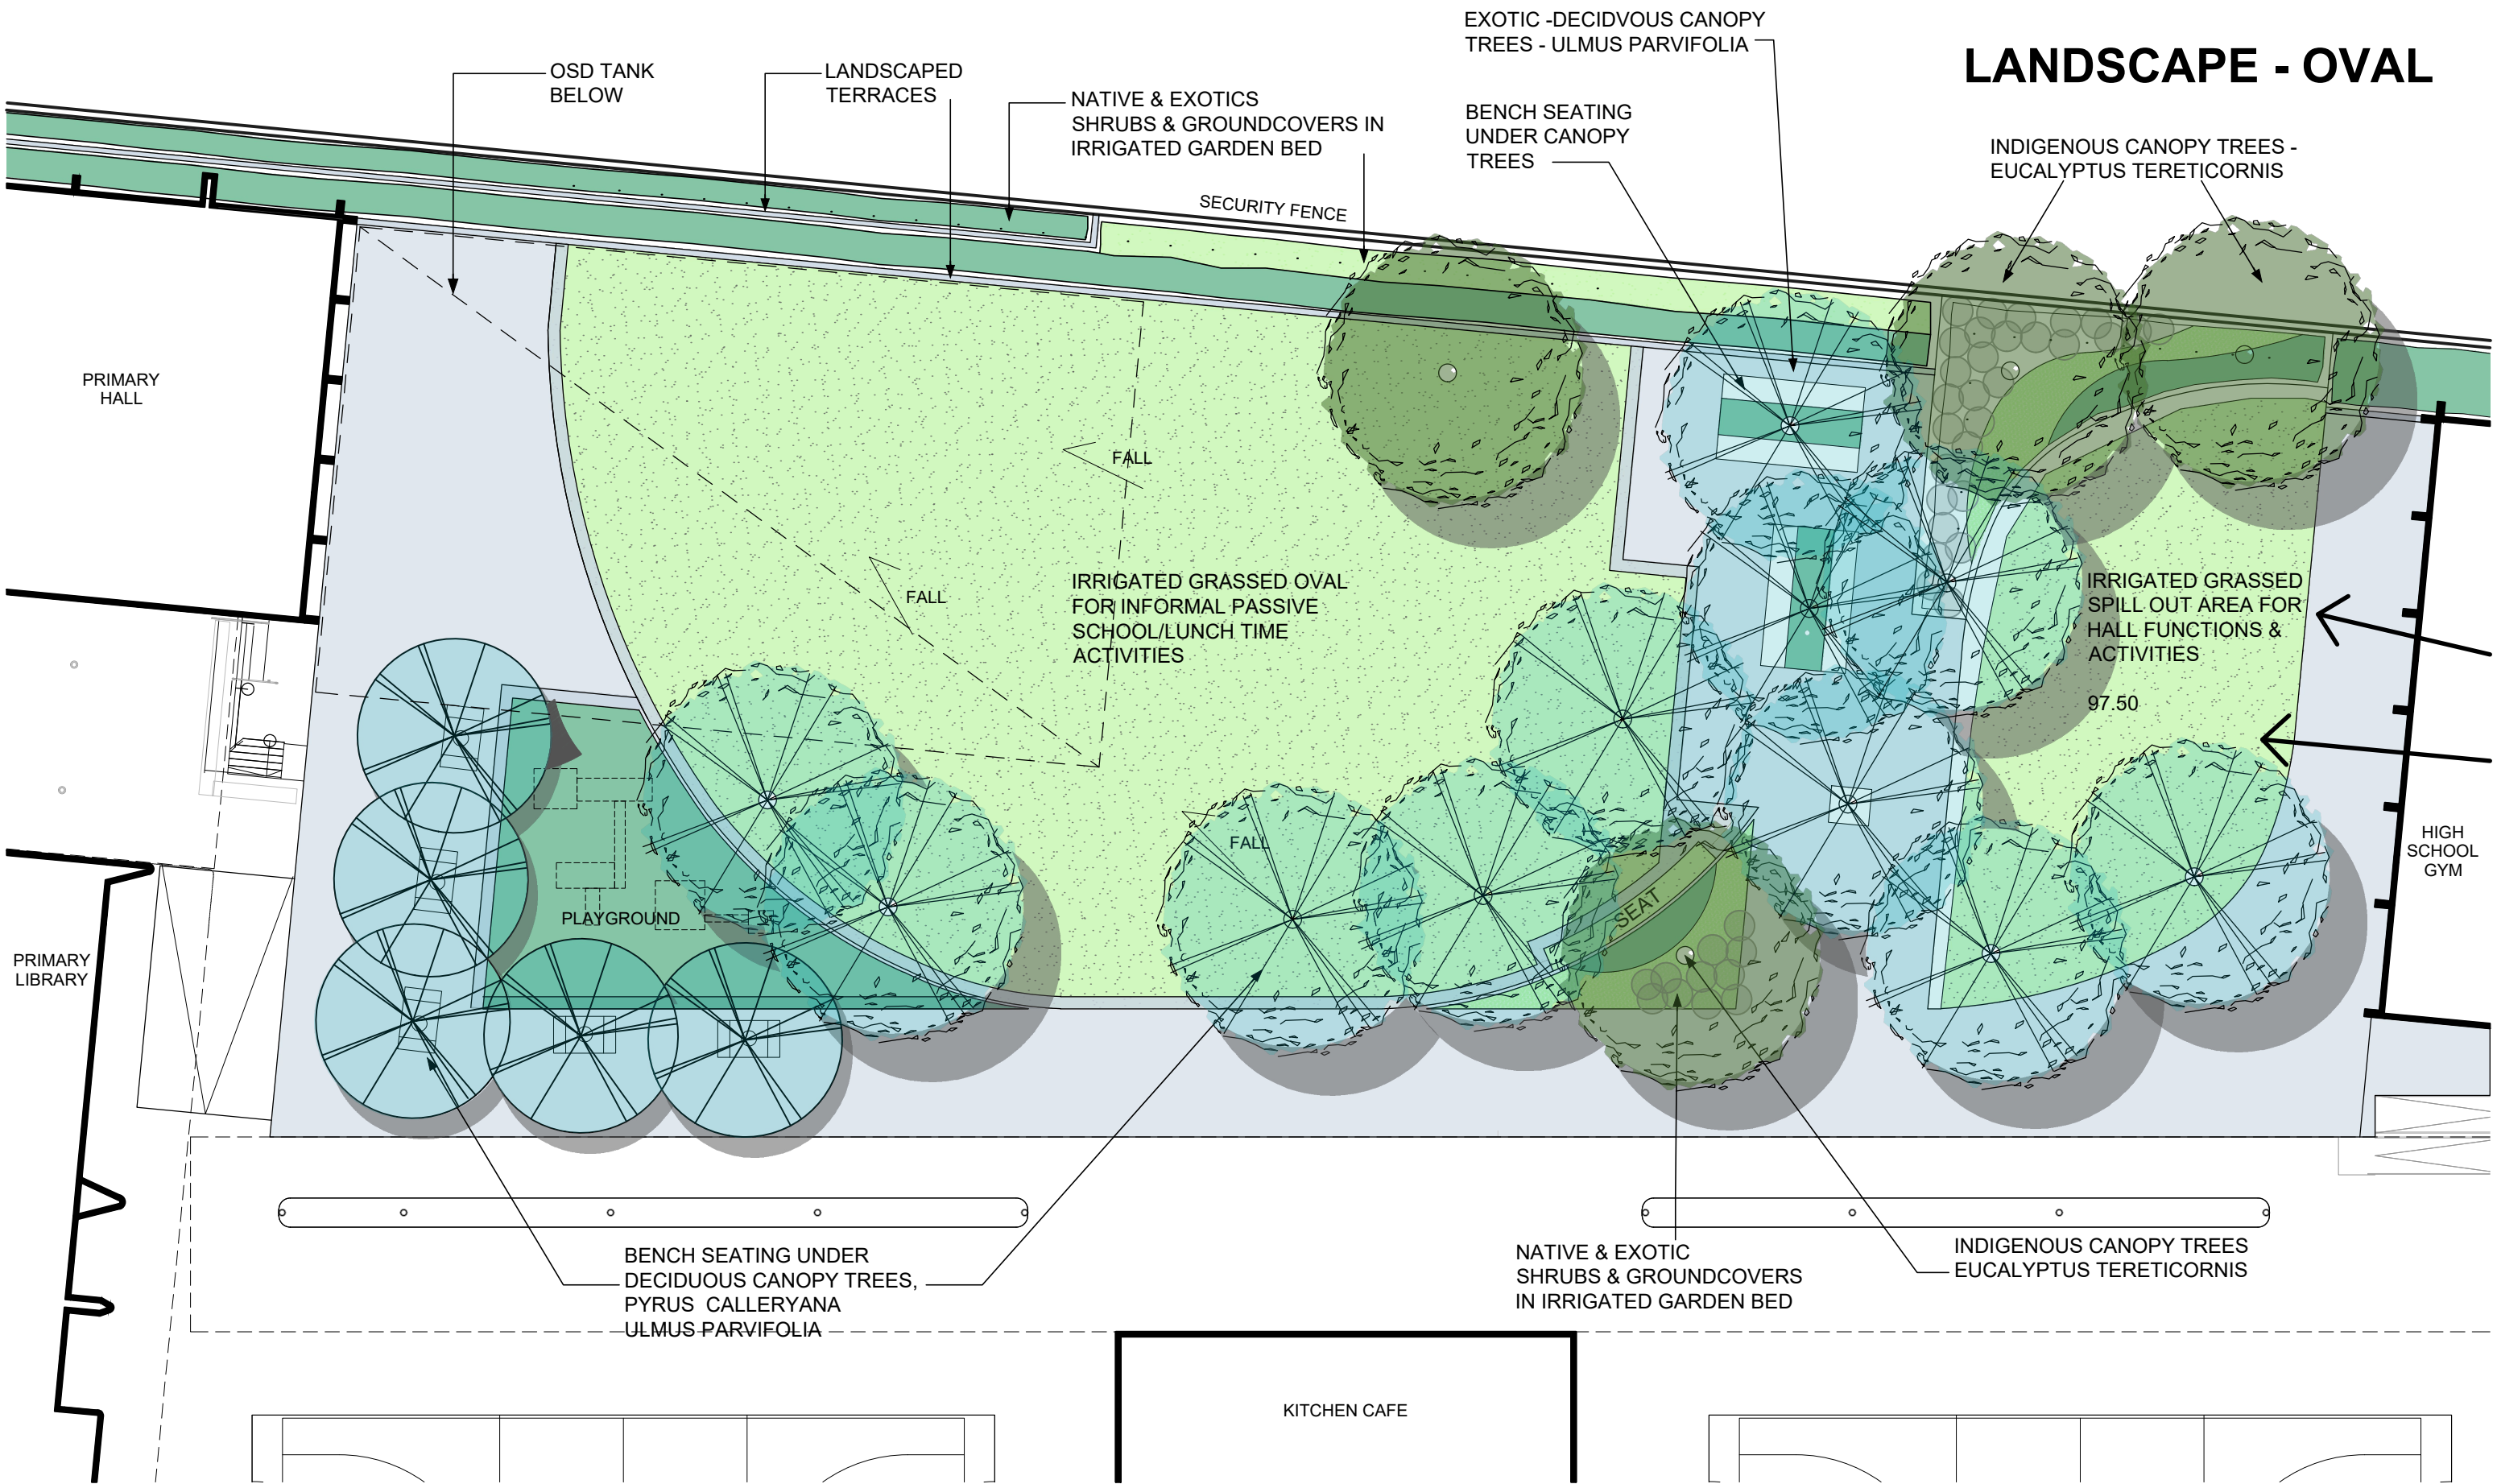 LANDSCAPE - OVAL
EXOTIC -DECIDVOUS CANOPY
TREES - ULMUS PARVIFOLIA
OSD TANK
BELOW
LANDSCAPED
TERRACES
NATIVE & EXOTICS
SHRUBS & GROUNDCOVERS IN
IRRIGATED GARDEN BED
BENCH SEATING
UNDER CANOPY
TREES
INDIGENOUS CANOPY TREES -
EUCALYPTUS TERETICORNIS
SECURITY FENCE
PRIMARY
HALL
FALL
FALL
IRRIGATED GRASSED OVAL
FOR INFORMAL PASSIVE
SCHOOL/LUNCH TIME
ACTIVITIES
IRRIGATED GRASSED
SPILL OUT AREA FOR
HALL FUNCTIONS &
ACTIVITIES
97.50
FALL
HIGH
SCHOOL
GYM
SEAT
PLAYGROUND
PRIMARY
LIBRARY
BENCH SEATING UNDER
DECIDUOUS CANOPY TREES,
PYRUS  CALLERYANA
ULMUS PARVIFOLIA
NATIVE & EXOTIC
SHRUBS & GROUNDCOVERS
IN IRRIGATED GARDEN BED
INDIGENOUS CANOPY TREES
EUCALYPTUS TERETICORNIS
KITCHEN CAFE